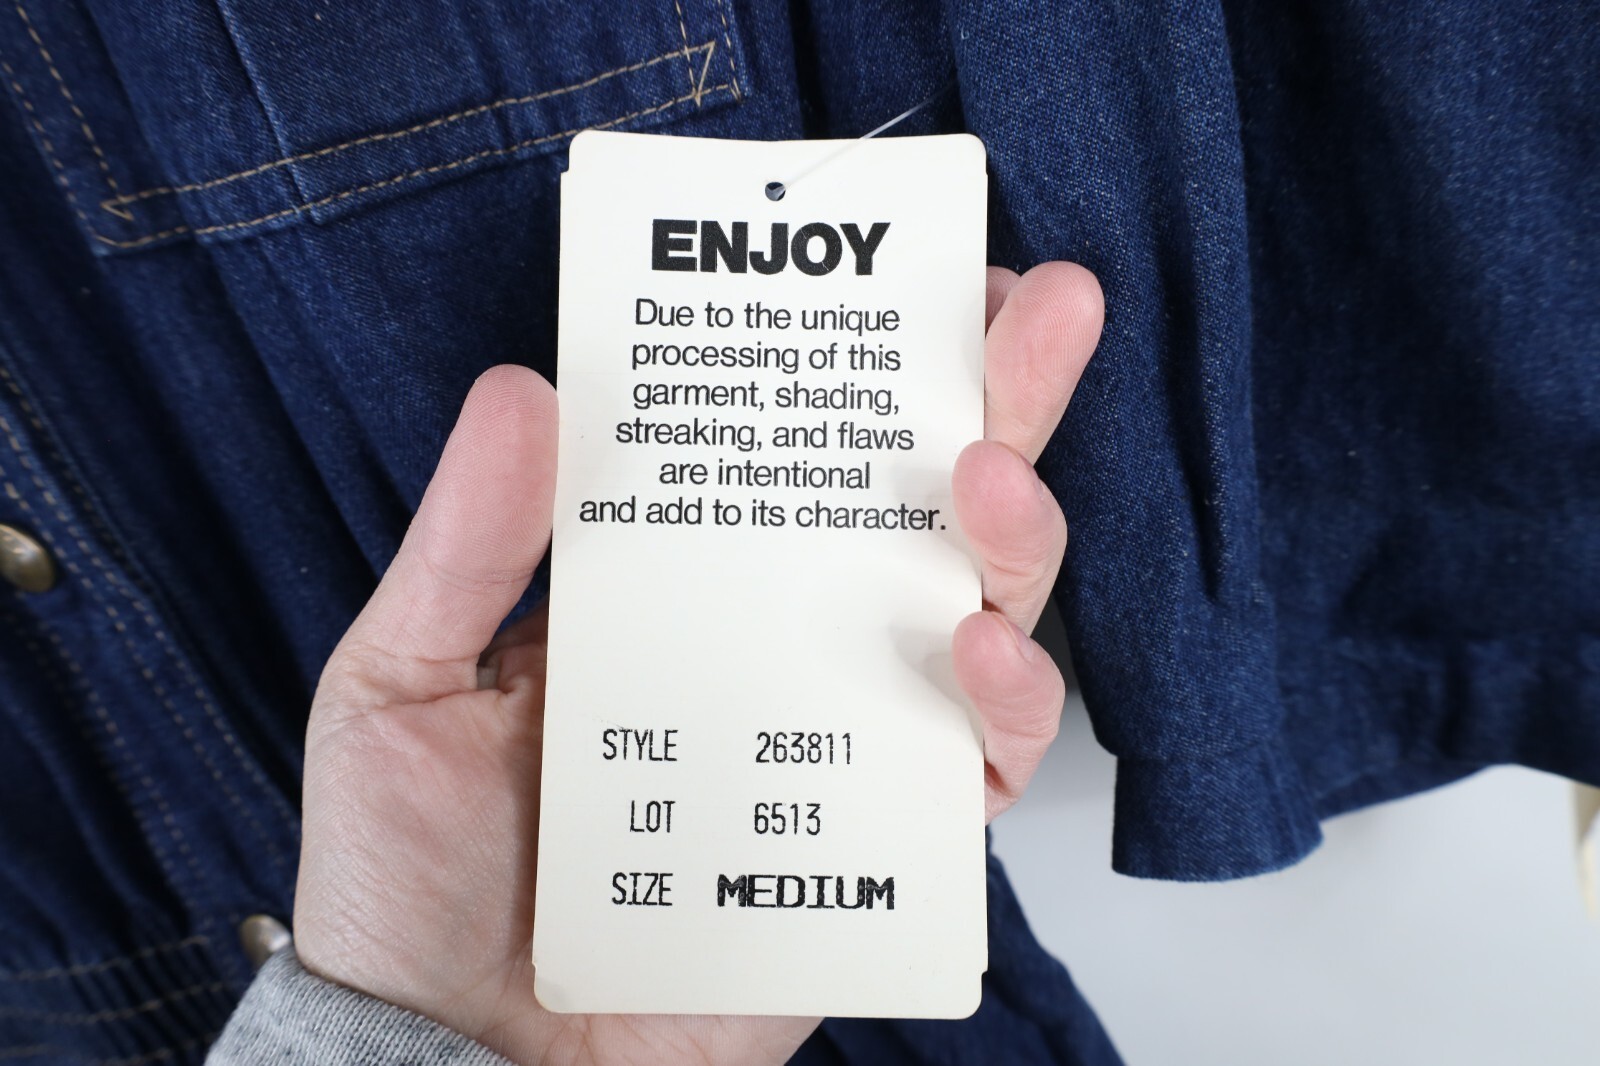 ENJOY
Due to the unique
processing of this
garment, shading,
streaking, and flaws
are intentional
and add to its character.
STYLE 263811
LOT 6513
SIZE MEDIUM